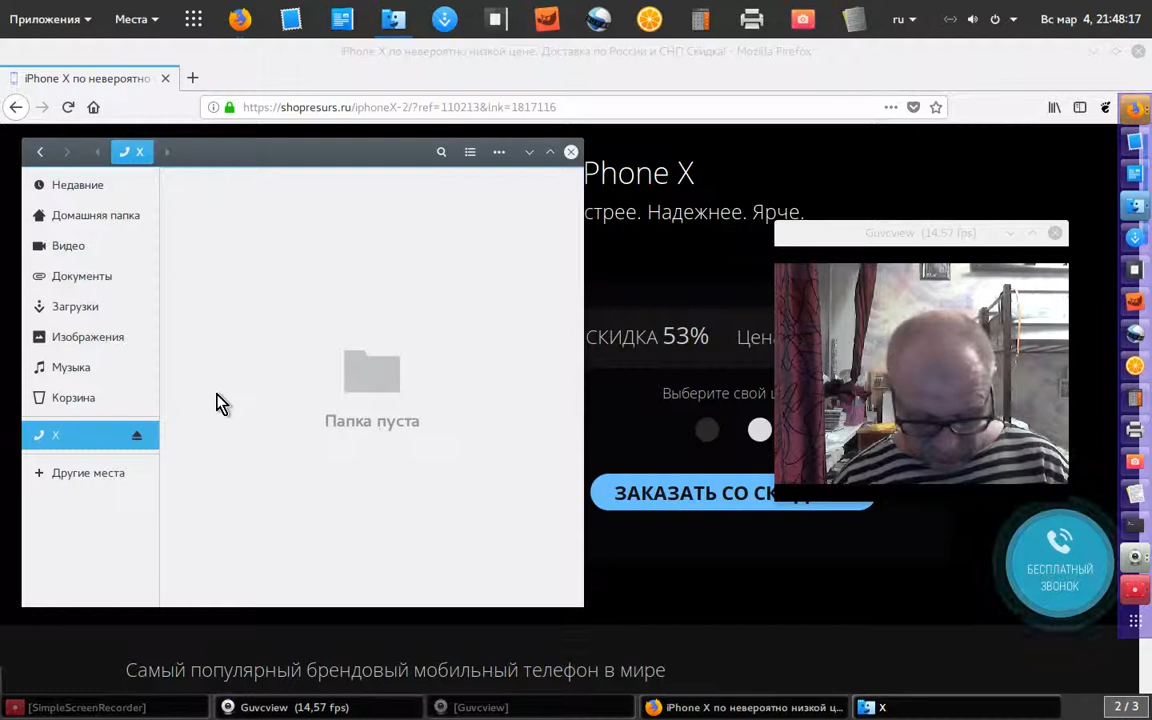 Приложения
Места
ru
Вс мар 4, 21:48:17
iPhone X по невероятно низкой цене. Доставка по России и СНГ! Скидка! - Mozilla Firefox
iPhone X по невероятно
https://shopresurs.ru/iphoneX-2/?ref=110213&lnk=1817116
X
Недавние
Домашняя папка
Видео
Документы
Загрузки
Изображения
Музыка
Корзина
X
Другие места
Папка пуста
Phone X
стрее. Надежнее. Ярче.
Guvcview (14,57 fps)
СКИДКА 53% Цена
Выберите свой
ЗАКАЗАТЬ СО
БЕСПЛАТНЫЙ
ЗВОНОК
Самый популярный брендовый мобильный телефон в мире
[SimpleScreenRecorder]
Guvcview (14,57 fps)
[Guvcview]
iPhone X по невероятно низкой ц...
X
2 / 3